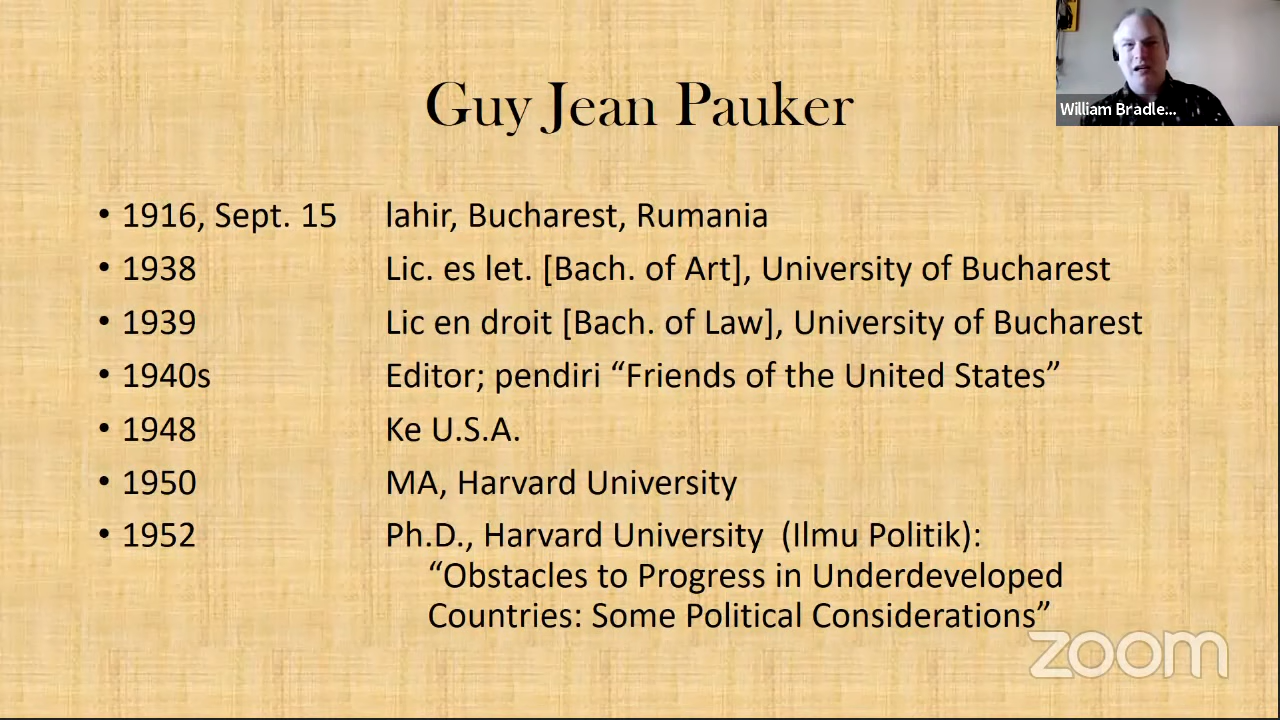 Guy Jean Pauker
William Bradle...
• 1916, Sept. 15 lahir, Bucharest, Rumania
• 1938 Lic. es let. [Bach. of Art], University of Bucharest
• 1939 Lic en droit [Bach. of Law], University of Bucharest
• 1940s Editor; pendiri “Friends of the United States”
• 1948 Ke U.S.A.
• 1950 MA, Harvard University
• 1952 Ph.D., Harvard University (Ilmu Politik):
“Obstacles to Progress in Underdeveloped
Countries: Some Political Considerations”
zoom